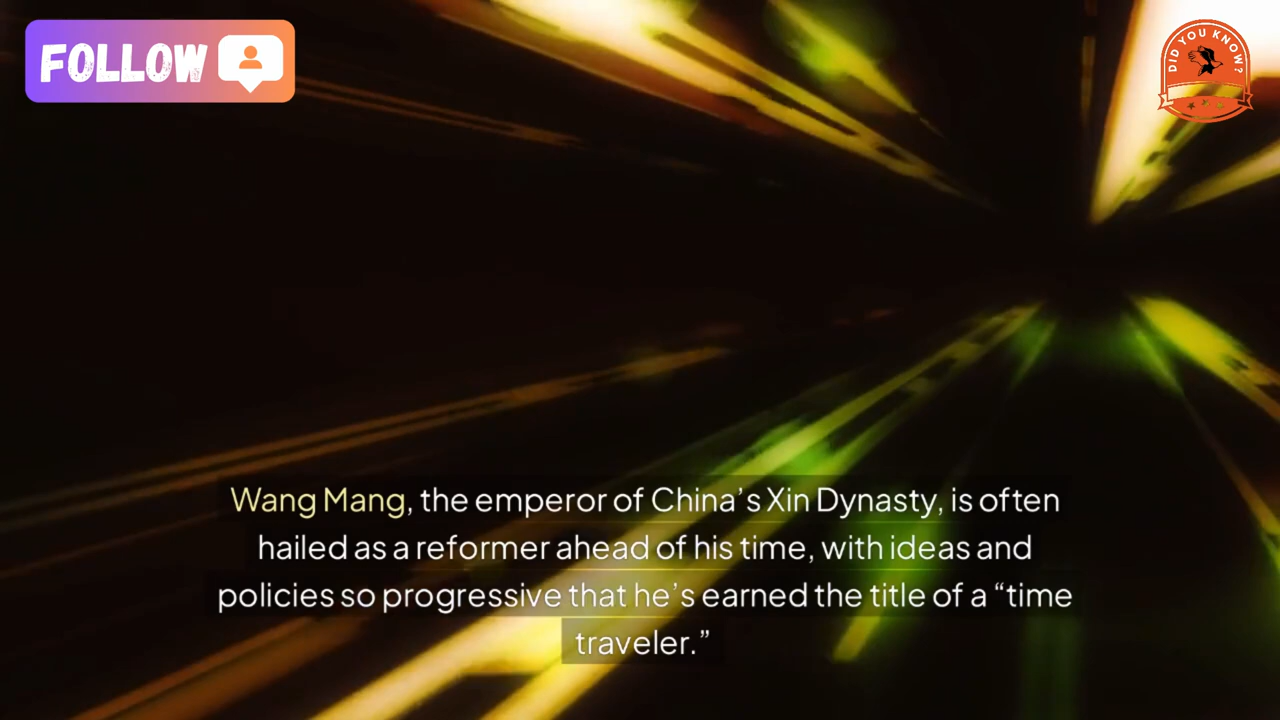 FOLLOW
DID YOU KNOW?
Wang Mang, the emperor of China’s Xin Dynasty, is often
hailed as a reformer ahead of his time, with ideas and
policies so progressive that he’s earned the title of a “time
traveler.”